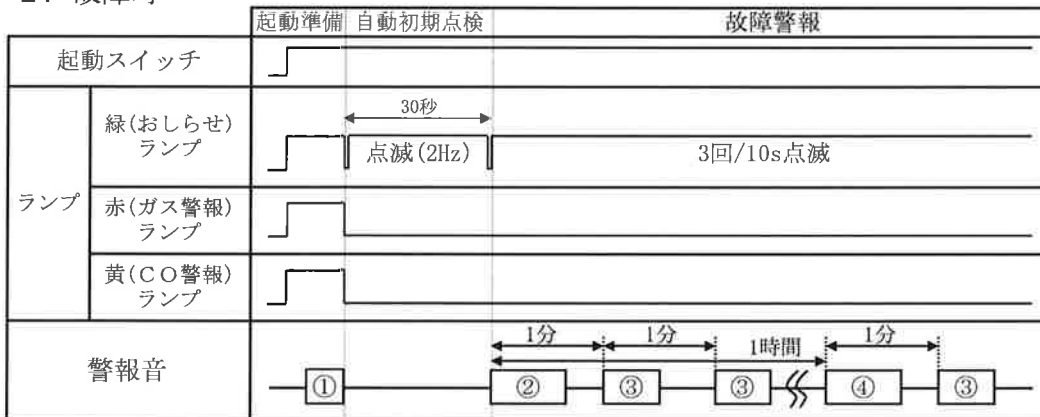 起動準備 自動初期点検 故障警報
起動スイッチ
30秒
緑(おしらせ)
ランプ
点滅(2Hz) 3回/10s点滅
ランプ
赤(ガス警報)
ランプ
黄(CO警報)
ランプ
警報音
1分 1分 1時間 1分
① ② ③ ③ ④ ③